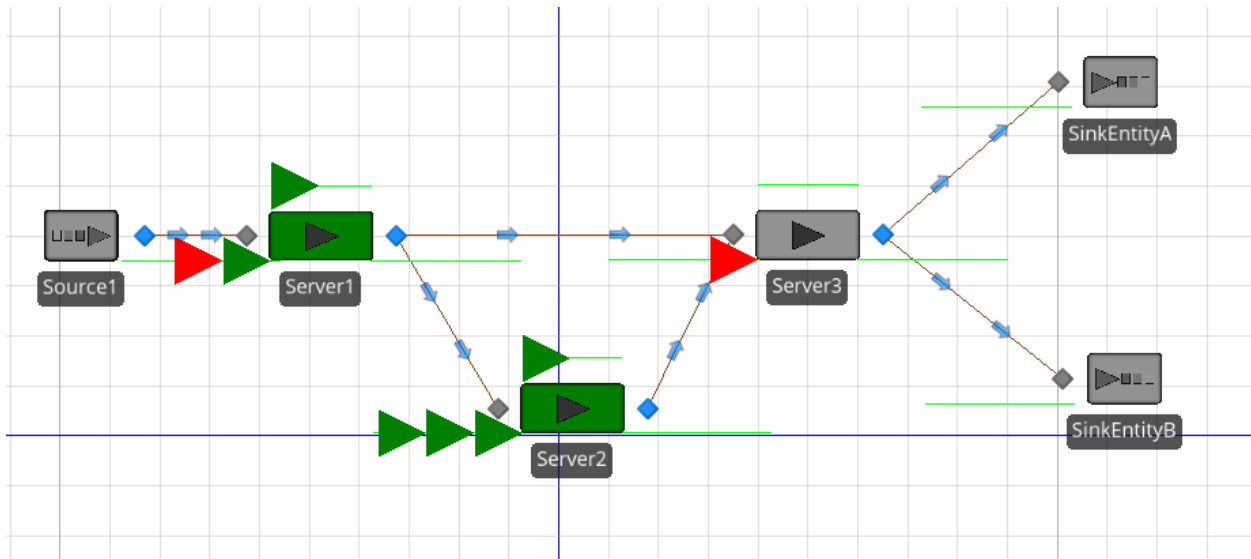 SinkEntityA
Source1
Server1
Server3
Server2
SinkEntityB